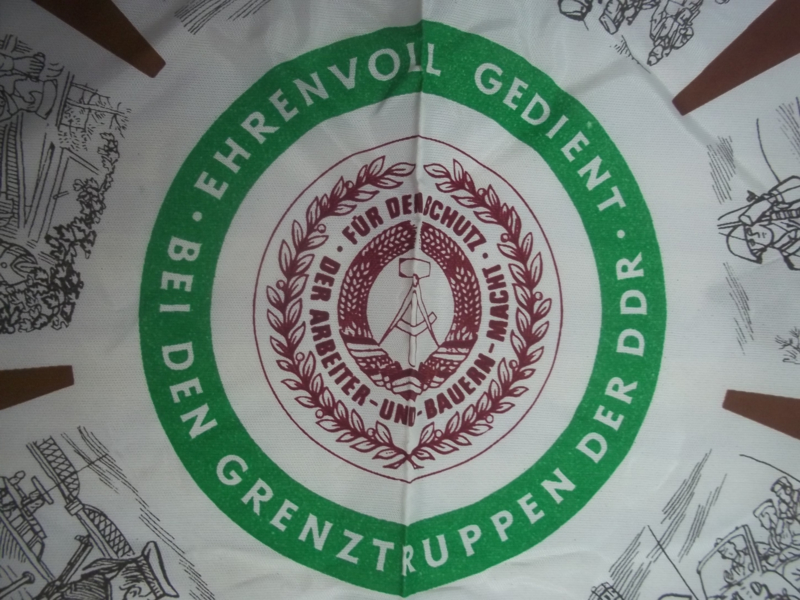 EHRENVOLL GEDIENT
· BEI DEN GRENZTRUPPEN DER DDR ·
· FÜR DEN SCHUTZ ·
DER ARBEITER-UND-BAUERN-MACHT